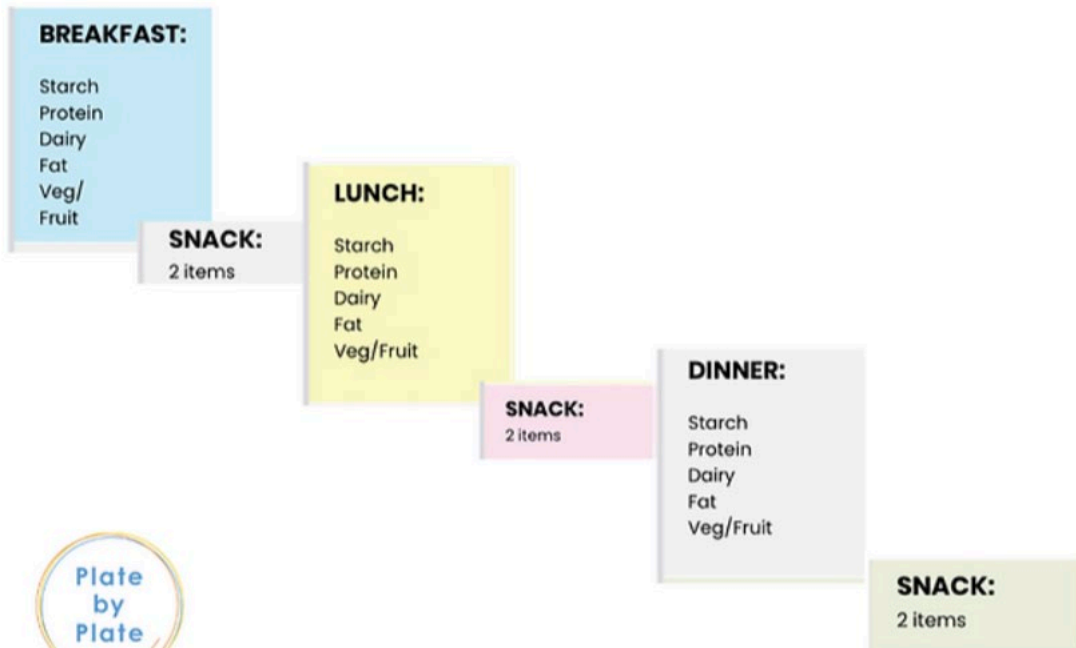 BREAKFAST:
Starch
Protein
Dairy
Fat
Veg/
Fruit
SNACK:
2 items
LUNCH:
Starch
Protein
Dairy
Fat
Veg/Fruit
SNACK:
2 items
DINNER:
Starch
Protein
Dairy
Fat
Veg/Fruit
SNACK:
2 items
Plate
by
Plate